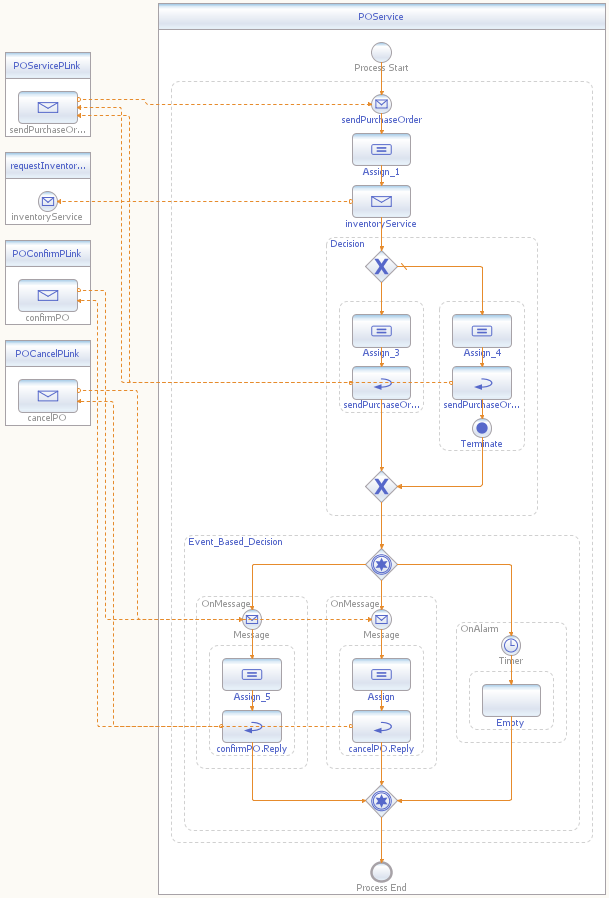 POService
Process Start
POServicePLink
sendPurchaseOr...
sendPurchaseOrder
Assign_1
requestInventor...
inventoryService
inventoryService
Decision
POConfirmPLink
confirmPO
Assign_3
Assign_4
POCancelPLink
cancelPO
sendPurchaseOr...
sendPurchaseOr...
Terminate
Event_Based_Decision
OnMessage
OnMessage
Message
Message
OnAlarm
Timer
Assign_5
Assign
Empty
confirmPO.Reply
cancelPO.Reply
Process End